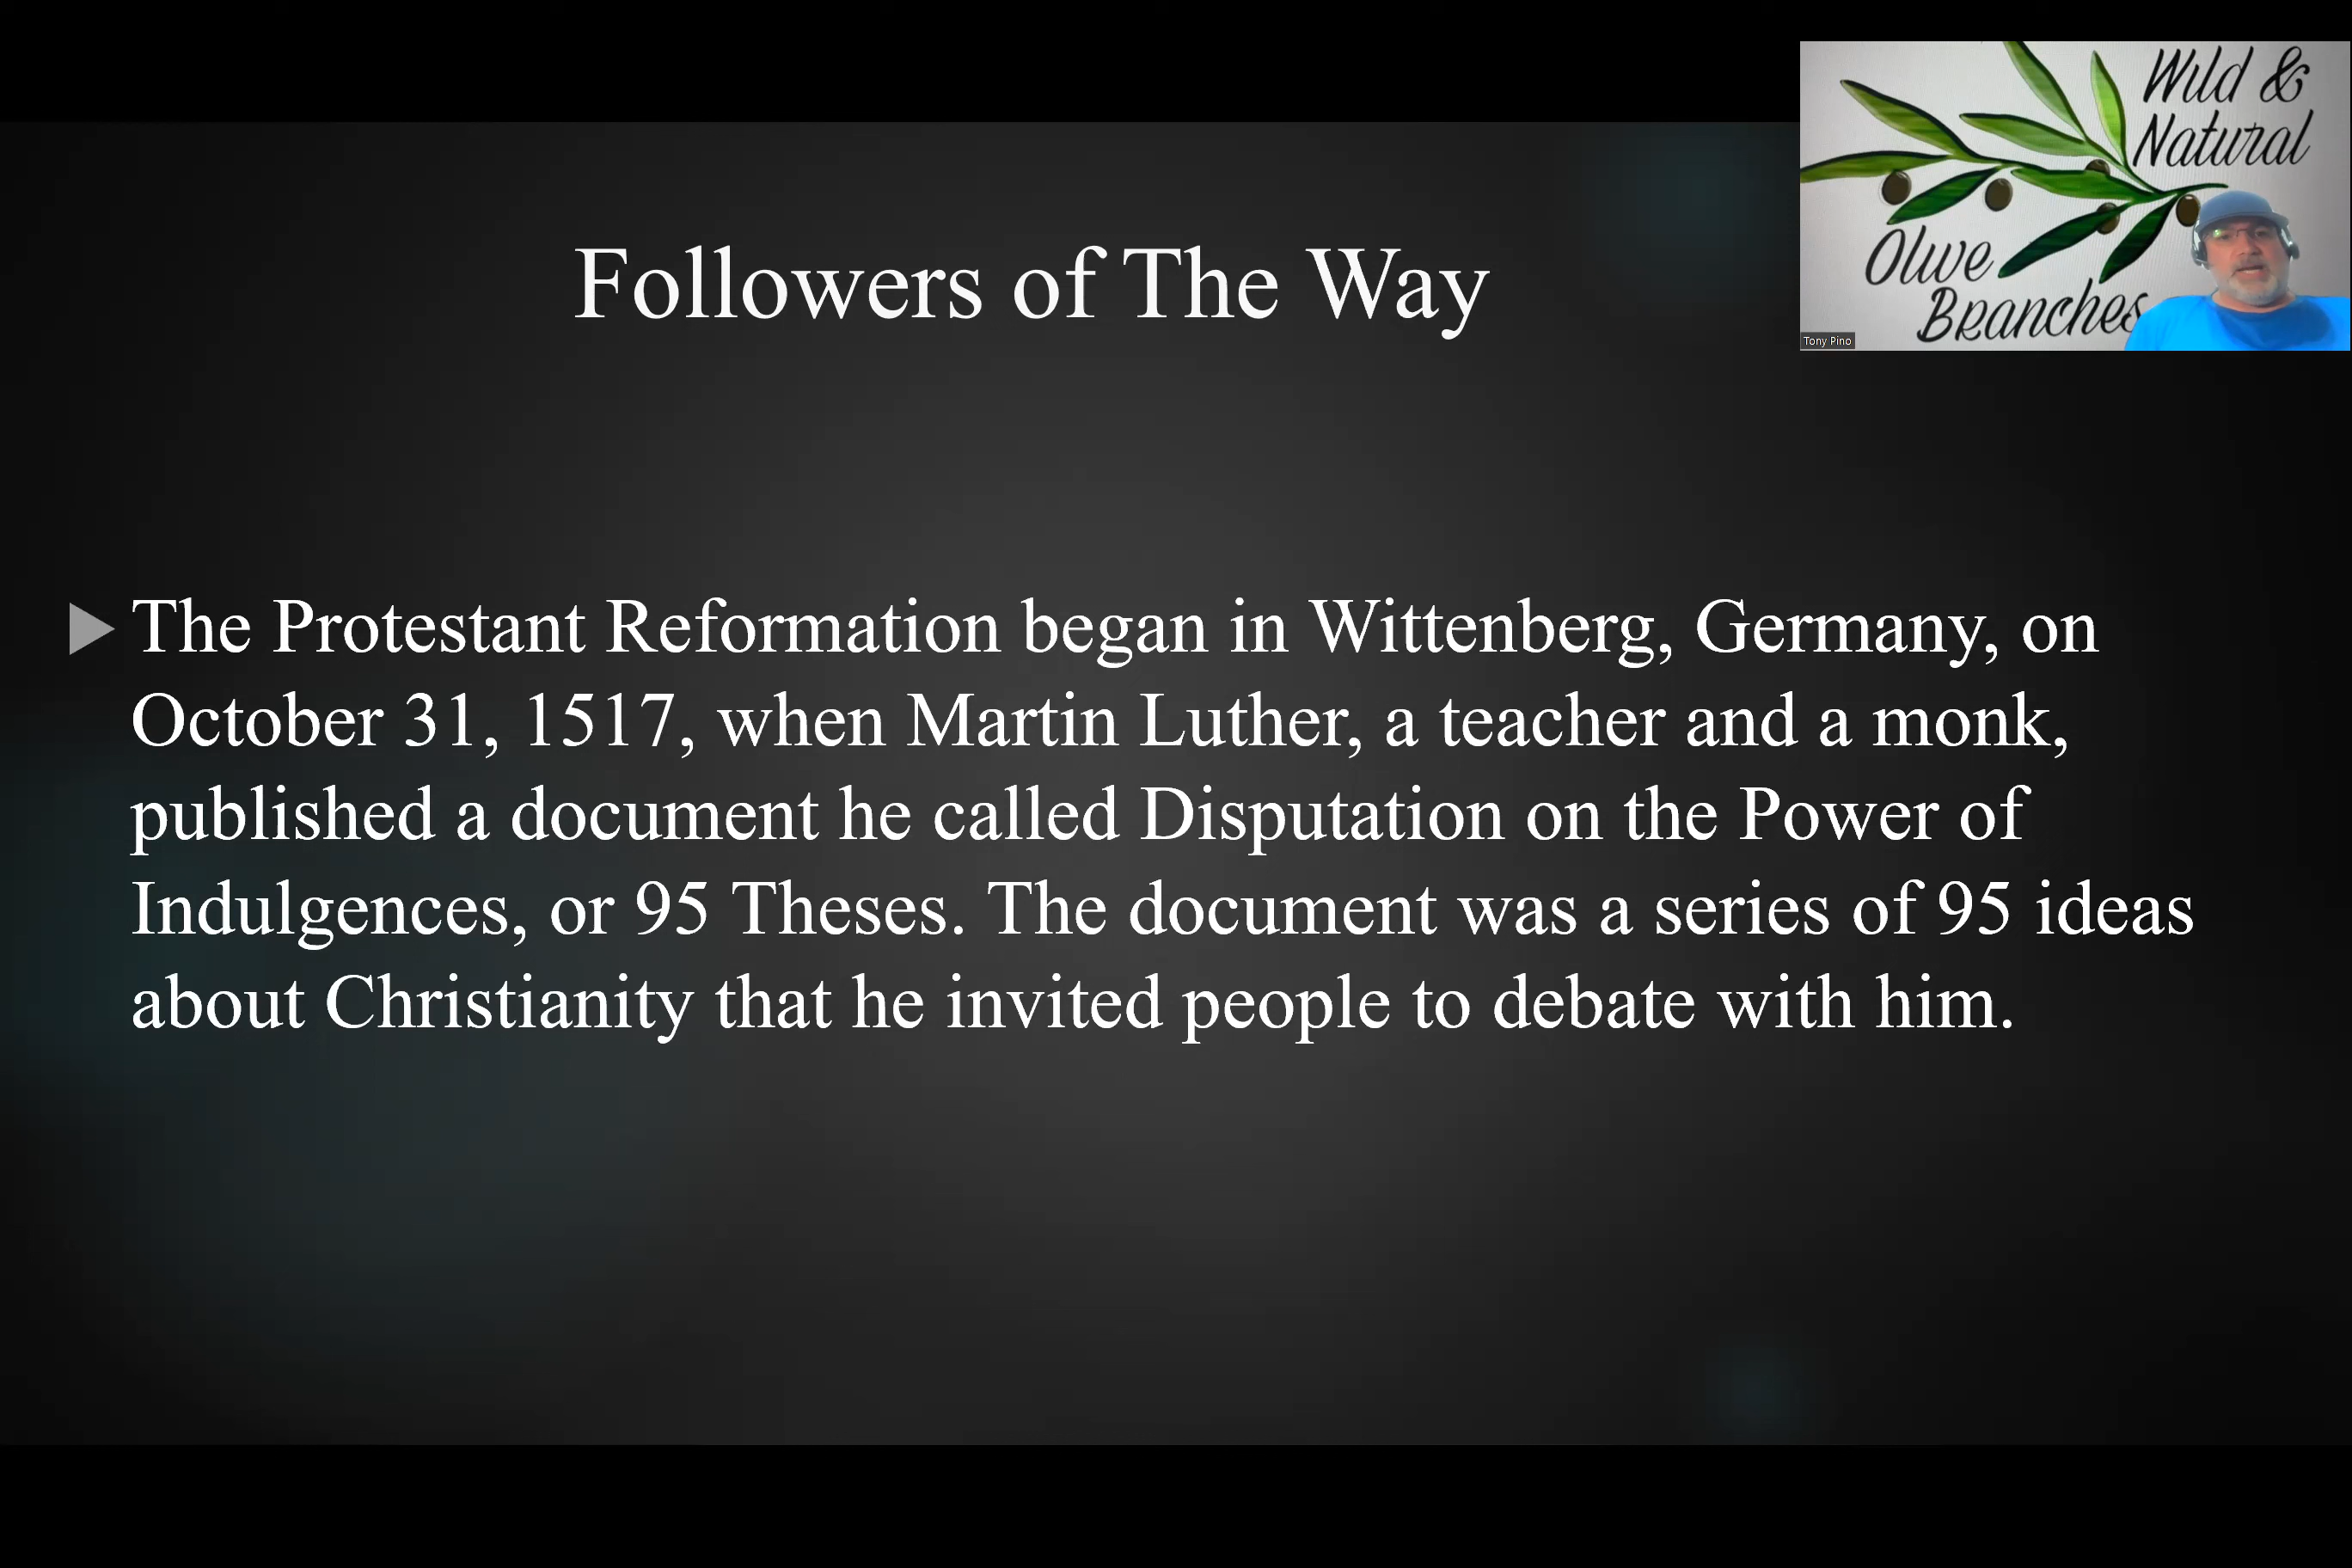 Wild &
Natural
Olive
Branches
Tony Pino
Followers of The Way
The Protestant Reformation began in Wittenberg, Germany, on
October 31, 1517, when Martin Luther, a teacher and a monk,
published a document he called Disputation on the Power of
Indulgences, or 95 Theses. The document was a series of 95 ideas
about Christianity that he invited people to debate with him.